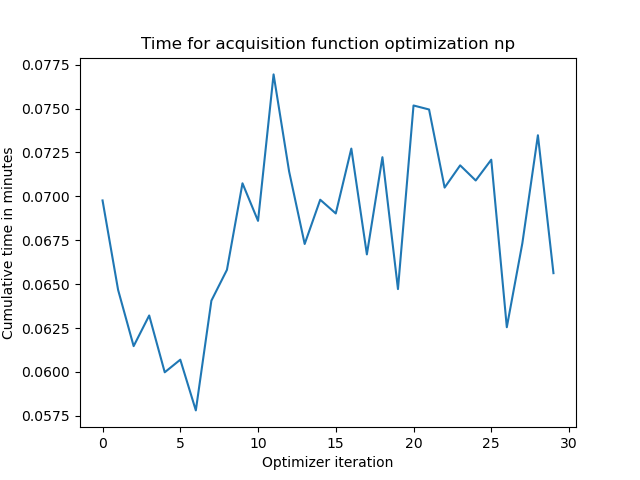 Time for acquisition function optimization np
Cumulative time in minutes
0.0775
0.0750
0.0725
0.0700
0.0675
0.0650
0.0625
0.0600
0.0575
0 5 10 15 20 25 30
Optimizer iteration